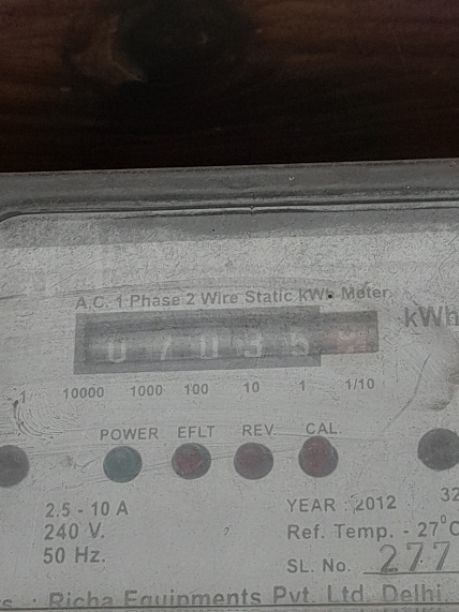 A.C. 1 Phase 2 Wire Static kWh Meter
kWh
0 7 0 3 5
1 10000 1000 100 10 1 1/10
POWER EFLT REV. CAL.
2.5 - 10 A YEAR : 2012 32
240 V. Ref. Temp. - 27°C
50 Hz. SL. No. 277
Richa Equipments Pvt. Ltd. Delhi.